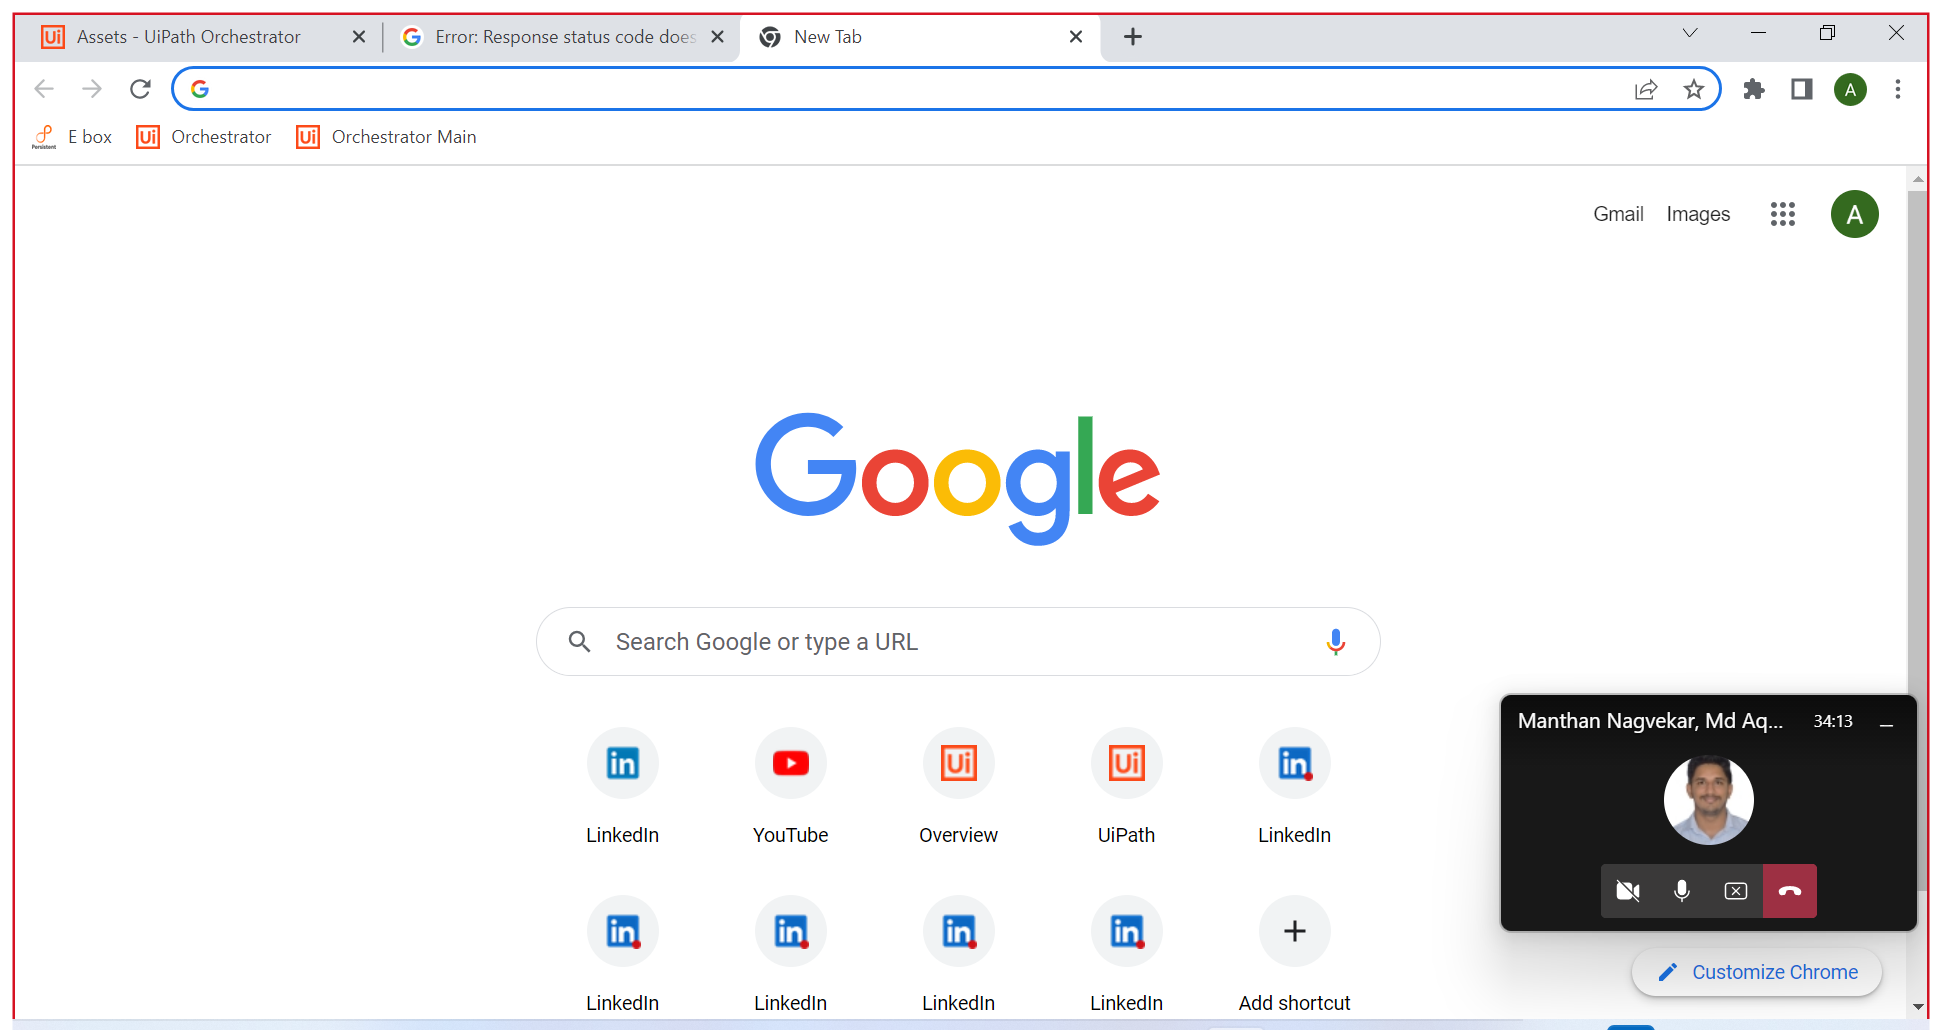 Assets - UiPath Orchestrator
Error: Response status code does
New Tab
E box
Orchestrator
Orchestrator Main
Gmail
Images
A
A
Google
Search Google or type a URL
LinkedIn
YouTube
Overview
UiPath
LinkedIn
LinkedIn
LinkedIn
LinkedIn
LinkedIn
Add shortcut
Manthan Nagvekar, Md Aq...
34:13
Customize Chrome